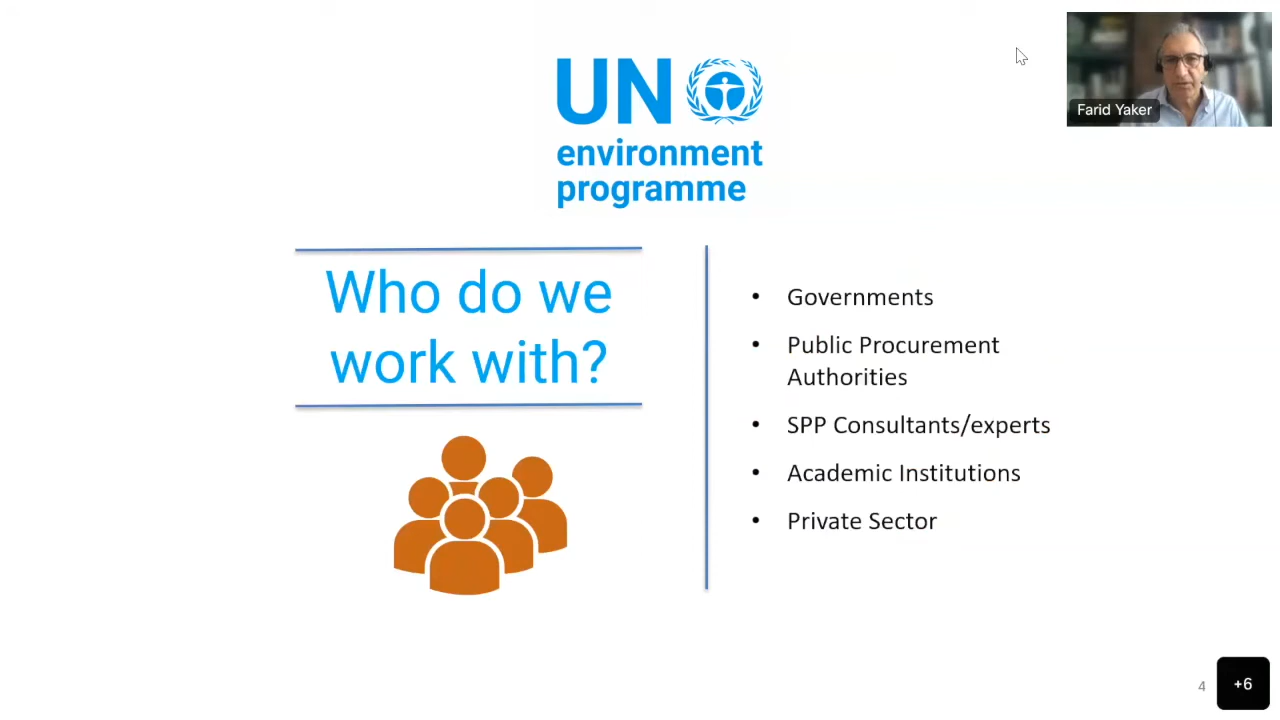 UN
environment
programme
Farid Yaker
Who do we
work with?
• Governments
• Public Procurement
Authorities
• SPP Consultants/experts
• Academic Institutions
• Private Sector
4
+6